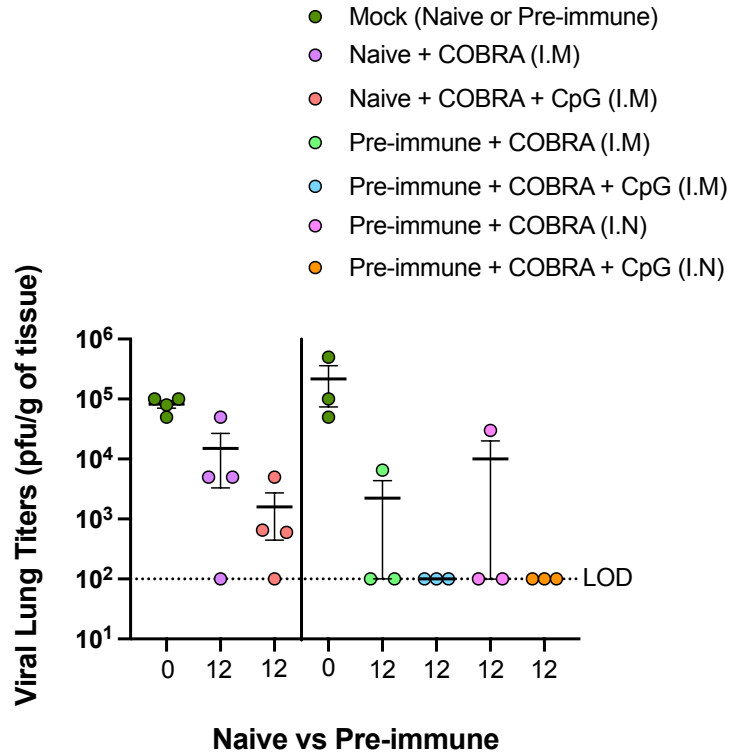 Mock (Naive or Pre-immune)
Naive + COBRA (I.M)
Naive + COBRA + CpG (I.M)
Pre-immune + COBRA (I.M)
Pre-immune + COBRA + CpG (I.M)
Pre-immune + COBRA (I.N)
Pre-immune + COBRA + CpG (I.N)
Viral Lung Titers (pfu/g of tissue)
10⁶
10⁵
10⁴
10³
10²
10¹
LOD
0 12 12 0 12 12 12 12
Naive vs Pre-immune